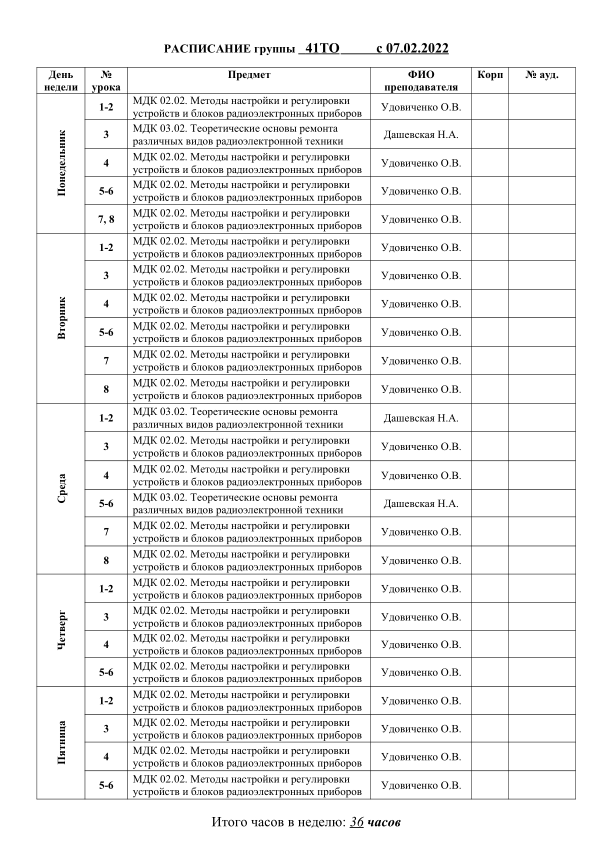 РАСПИСАНИЕ группы 41ТО с 07.02.2022
День недели № урока Предмет ФИО преподавателя Корп № ауд.
Понедельник
1-2 МДК 02.02. Методы настройки и регулировки устройств и блоков радиоэлектронных приборов Удовиченко О.В.
3 МДК 03.02. Теоретические основы ремонта различных видов радиоэлектронной техники Дашевская Н.А.
4 МДК 02.02. Методы настройки и регулировки устройств и блоков радиоэлектронных приборов Удовиченко О.В.
5-6 МДК 02.02. Методы настройки и регулировки устройств и блоков радиоэлектронных приборов Удовиченко О.В.
7, 8 МДК 02.02. Методы настройки и регулировки устройств и блоков радиоэлектронных приборов Удовиченко О.В.
Вторник
1-2 МДК 02.02. Методы настройки и регулировки устройств и блоков радиоэлектронных приборов Удовиченко О.В.
3 МДК 02.02. Методы настройки и регулировки устройств и блоков радиоэлектронных приборов Удовиченко О.В.
4 МДК 02.02. Методы настройки и регулировки устройств и блоков радиоэлектронных приборов Удовиченко О.В.
5-6 МДК 02.02. Методы настройки и регулировки устройств и блоков радиоэлектронных приборов Удовиченко О.В.
7 МДК 02.02. Методы настройки и регулировки устройств и блоков радиоэлектронных приборов Удовиченко О.В.
8 МДК 02.02. Методы настройки и регулировки устройств и блоков радиоэлектронных приборов Удовиченко О.В.
Среда
1-2 МДК 03.02. Теоретические основы ремонта различных видов радиоэлектронной техники Дашевская Н.А.
3 МДК 02.02. Методы настройки и регулировки устройств и блоков радиоэлектронных приборов Удовиченко О.В.
4 МДК 02.02. Методы настройки и регулировки устройств и блоков радиоэлектронных приборов Удовиченко О.В.
5-6 МДК 03.02. Теоретические основы ремонта различных видов радиоэлектронной техники Дашевская Н.А.
7 МДК 02.02. Методы настройки и регулировки устройств и блоков радиоэлектронных приборов Удовиченко О.В.
8 МДК 02.02. Методы настройки и регулировки устройств и блоков радиоэлектронных приборов Удовиченко О.В.
Четверг
1-2 МДК 02.02. Методы настройки и регулировки устройств и блоков радиоэлектронных приборов Удовиченко О.В.
3 МДК 02.02. Методы настройки и регулировки устройств и блоков радиоэлектронных приборов Удовиченко О.В.
4 МДК 02.02. Методы настройки и регулировки устройств и блоков радиоэлектронных приборов Удовиченко О.В.
5-6 МДК 02.02. Методы настройки и регулировки устройств и блоков радиоэлектронных приборов Удовиченко О.В.
Пятница
1-2 МДК 02.02. Методы настройки и регулировки устройств и блоков радиоэлектронных приборов Удовиченко О.В.
3 МДК 02.02. Методы настройки и регулировки устройств и блоков радиоэлектронных приборов Удовиченко О.В.
4 МДК 02.02. Методы настройки и регулировки устройств и блоков радиоэлектронных приборов Удовиченко О.В.
5-6 МДК 02.02. Методы настройки и регулировки устройств и блоков радиоэлектронных приборов Удовиченко О.В.
Итого часов в неделю: 36 часов